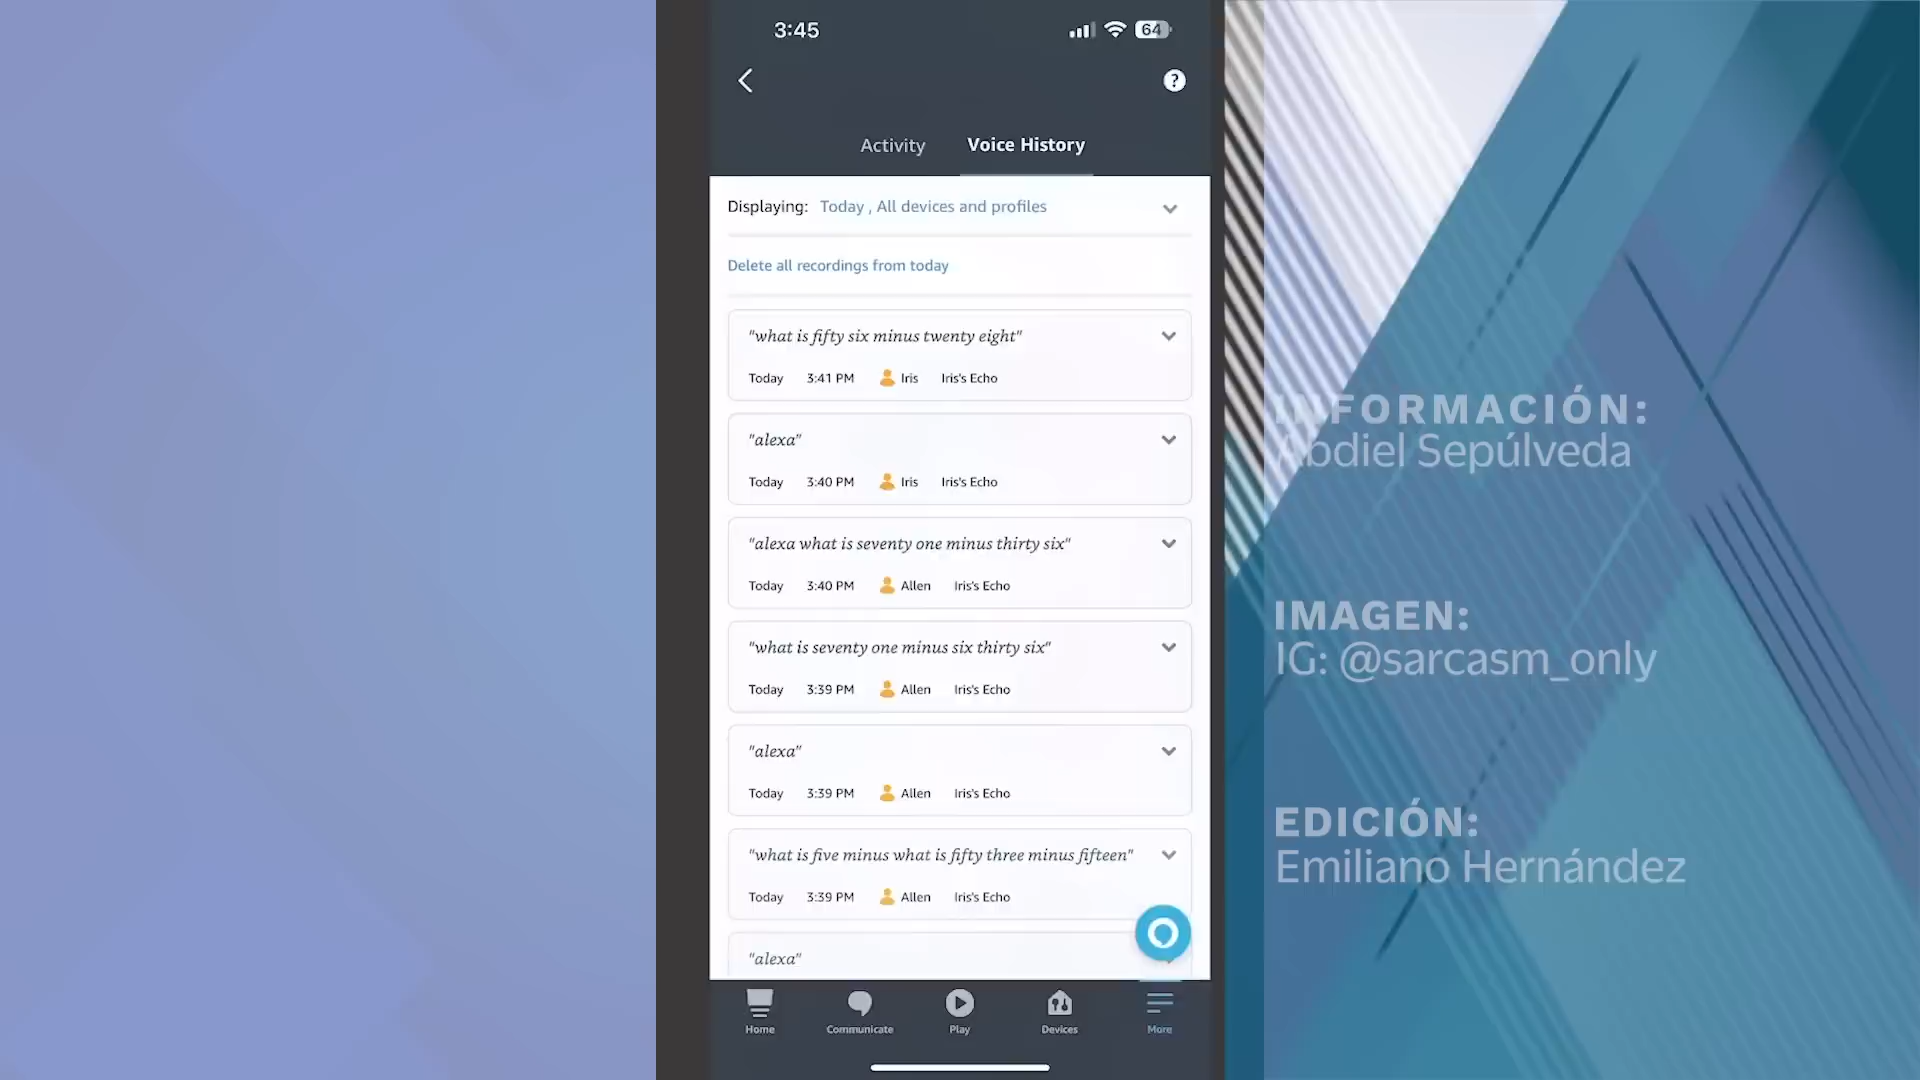 3:45
64
?
Activity
Voice History
Displaying: Today , All devices and profiles
Delete all recordings from today
"what is fifty six minus twenty eight"
Today 3:41 PM Iris Iris's Echo
"alexa"
Today 3:40 PM Iris Iris's Echo
"alexa what is seventy one minus thirty six"
Today 3:40 PM Allen Iris's Echo
"what is seventy one minus six thirty six"
Today 3:39 PM Allen Iris's Echo
"alexa"
Today 3:39 PM Allen Iris's Echo
"what is five minus what is fifty three minus fifteen"
Today 3:39 PM Allen Iris's Echo
"alexa"
Home
Communicate
Play
Devices
More
INFORMACIÓN:
Abdiel Sepúlveda
IMAGEN:
IG: @sarcasm_only
EDICIÓN:
Emiliano Hernández